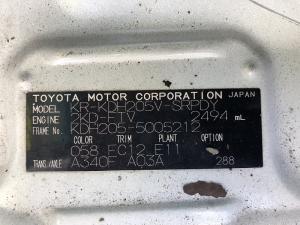 TOYOTA MOTOR CORPORATION JAPAN
MODEL KR-KDH205V-SRPDY
ENGINE 2KD-FTV 2494 mL
FRAME No. KDH205-5005212
COLOR TRIM PLANT OPTION
058 FC12 E11
TRANS./AXLE A340F A03A 288